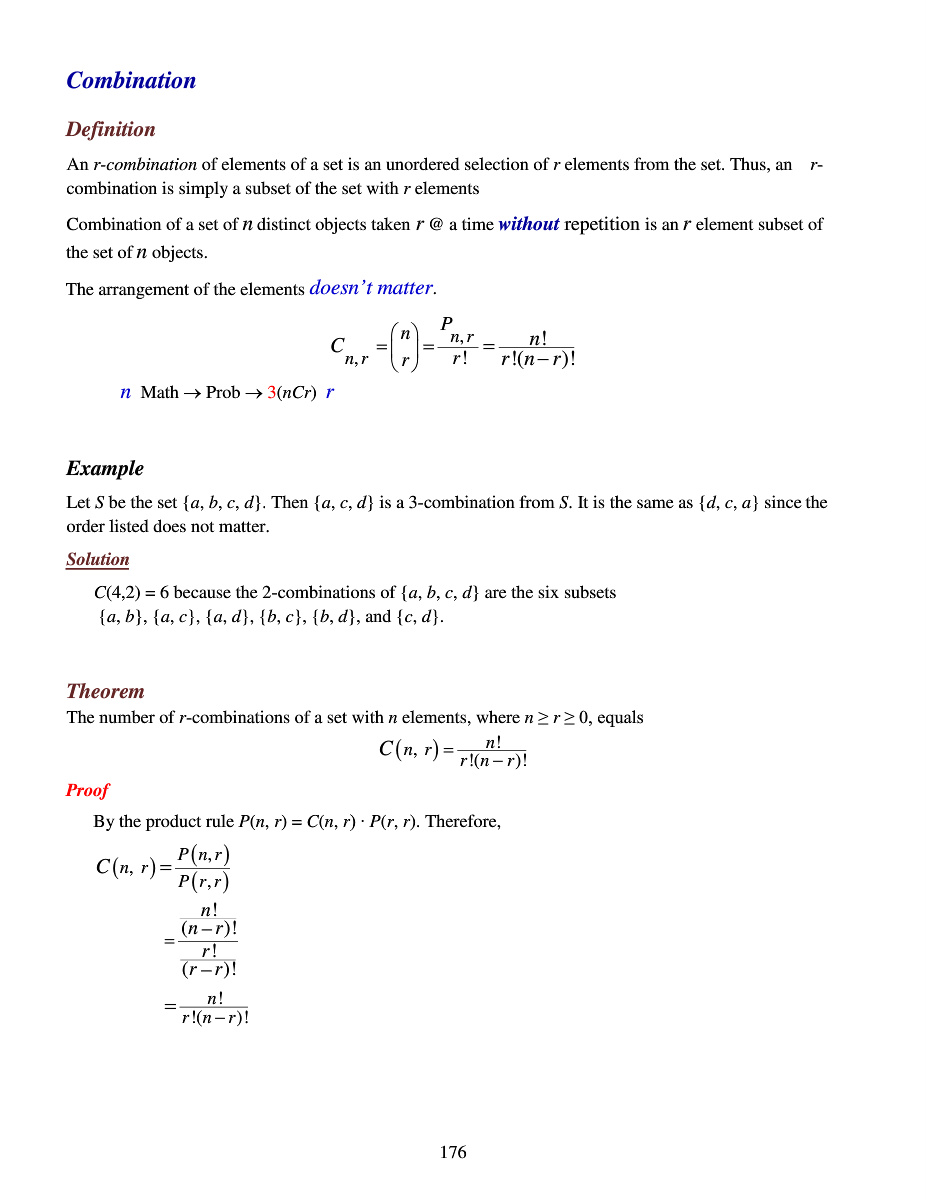 Combination
Definition
An r-combination of elements of a set is an unordered selection of r elements from the set. Thus, an r-
combination is simply a subset of the set with r elements
Combination of a set of n distinct objects taken r @ a time without repetition is an r element subset of
the set of n objects.
The arrangement of the elements doesn't matter.
C_{n,r} = \binom{n}{r} = \frac{P_{n,r}}{r!} = \frac{n!}{r!(n-r)!}
n Math → Prob → 3(nCr) r
Example
Let S be the set {a, b, c, d}. Then {a, c, d} is a 3-combination from S. It is the same as {d, c, a} since the
order listed does not matter.
Solution
C(4,2) = 6 because the 2-combinations of {a, b, c, d} are the six subsets
{a, b}, {a, c}, {a, d}, {b, c}, {b, d}, and {c, d}.
Theorem
The number of r-combinations of a set with n elements, where n ≥ r ≥ 0, equals
C(n, r) = \frac{n!}{r!(n-r)!}
Proof
By the product rule P(n, r) = C(n, r) · P(r, r). Therefore,
C(n, r) = \frac{P(n,r)}{P(r,r)}
= \frac{\frac{n!}{(n-r)!}}{\frac{r!}{(r-r)!}}
= \frac{n!}{r!(n-r)!}
176